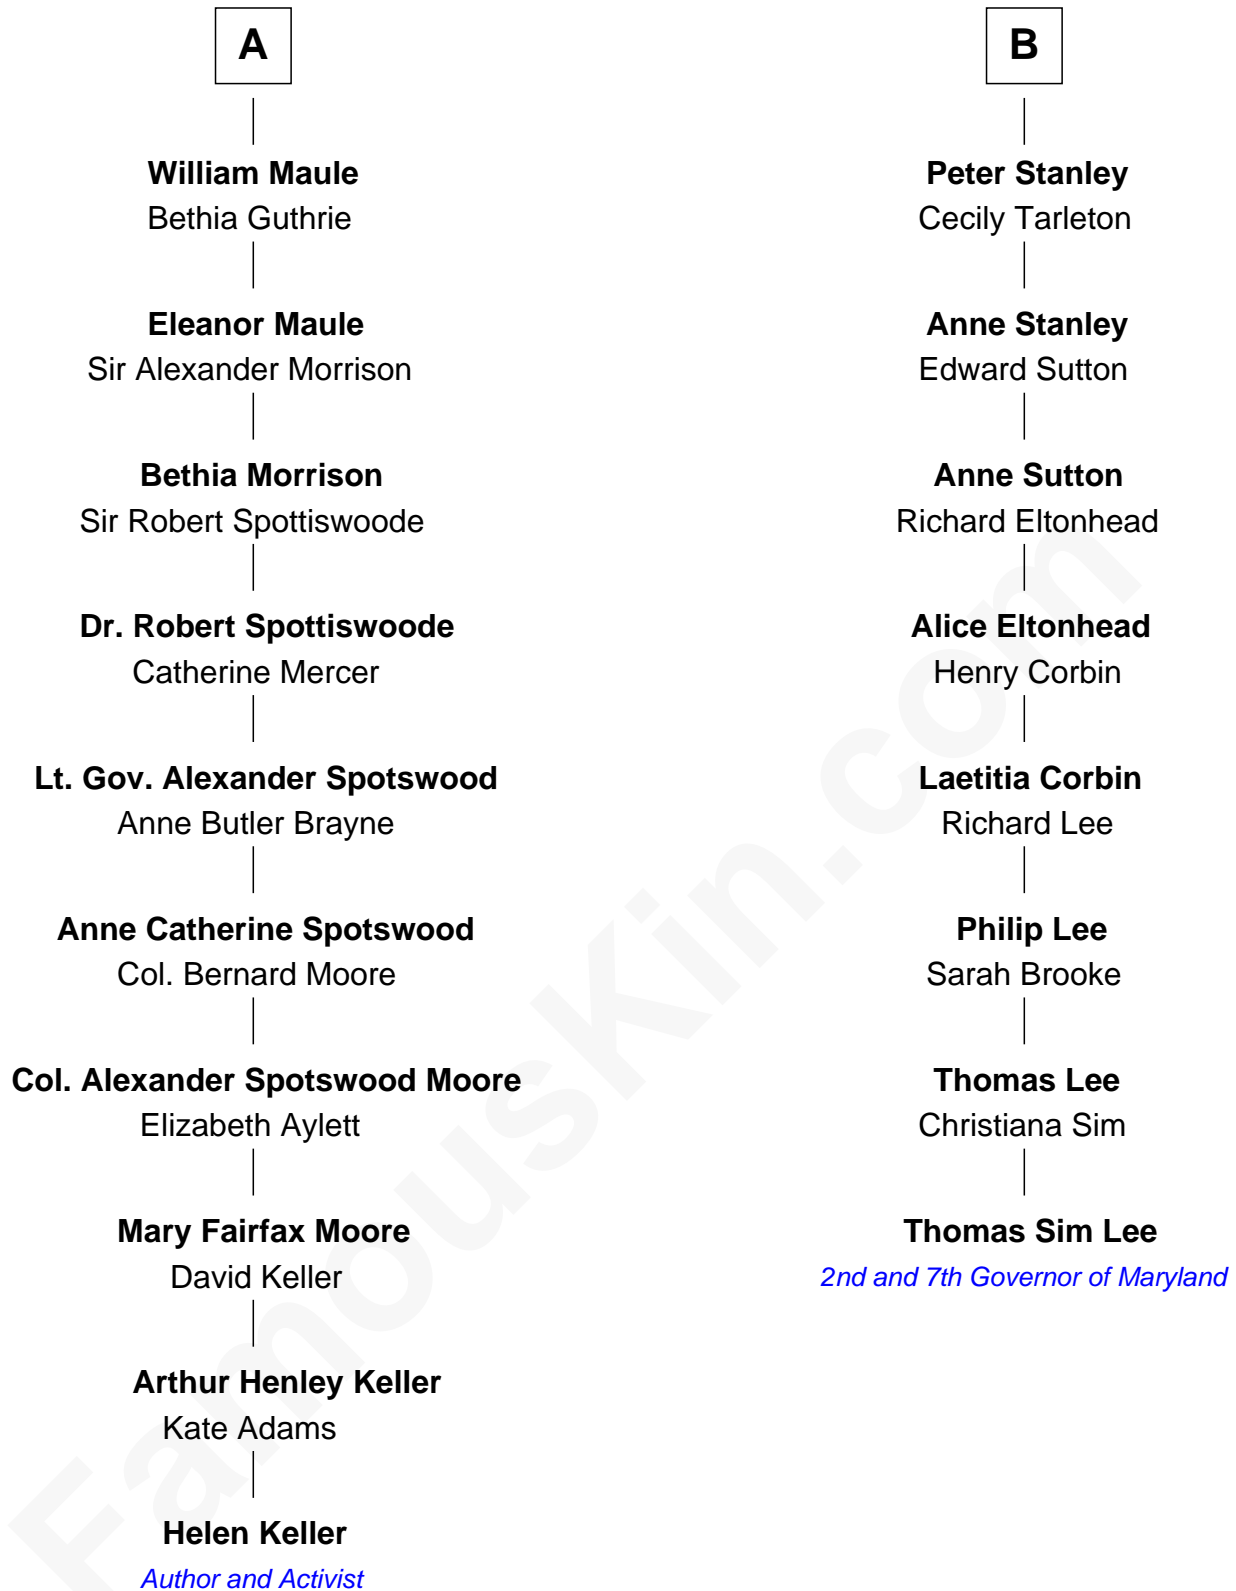 A
William Maule
Bethia Guthrie
Eleanor Maule
Sir Alexander Morrison
Bethia Morrison
Sir Robert Spottiswoode
Dr. Robert Spottiswoode
Catherine Mercer
Lt. Gov. Alexander Spotswood
Anne Butler Brayne
Anne Catherine Spotswood
Col. Bernard Moore
Col. Alexander Spotswood Moore
Elizabeth Aylett
Mary Fairfax Moore
David Keller
Arthur Henley Keller
Kate Adams
Helen Keller
Author and Activist
B
Peter Stanley
Cecily Tarleton
Anne Stanley
Edward Sutton
Anne Sutton
Richard Eltonhead
Alice Eltonhead
Henry Corbin
Laetitia Corbin
Richard Lee
Philip Lee
Sarah Brooke
Thomas Lee
Christiana Sim
Thomas Sim Lee
2nd and 7th Governor of Maryland
FamousKin.com